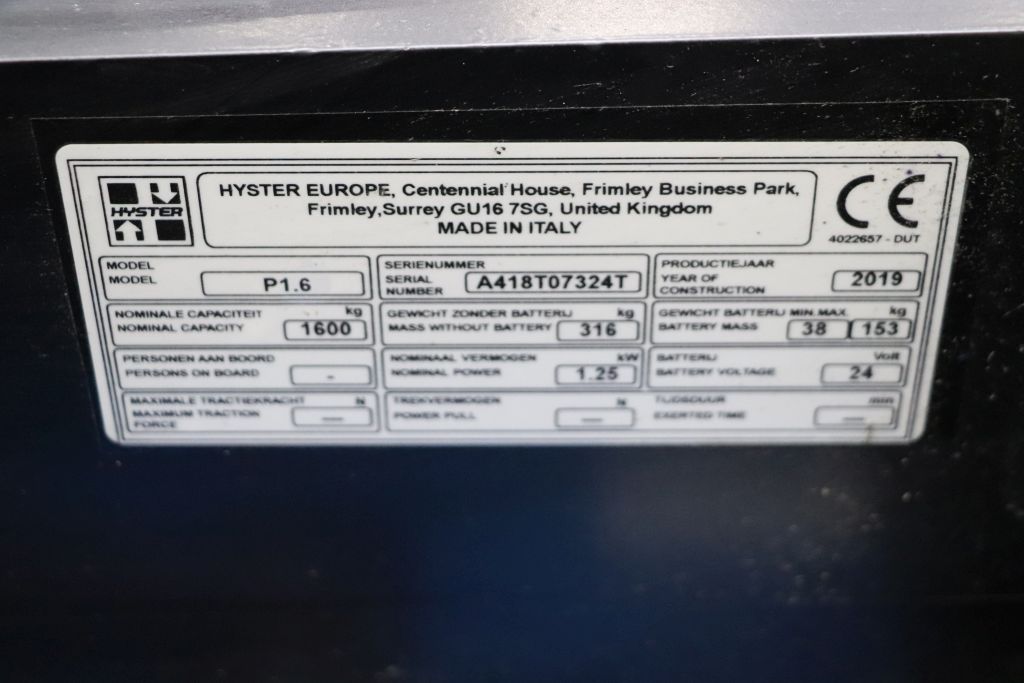 HYSTER
HYSTER EUROPE, Centennial House, Frimley Business Park,
Frimley,Surrey GU16 7SG, United Kingdom
MADE IN ITALY
CE
4022657 - DUT
MODEL
MODEL
P1.6
SERIENUMMER
SERIAL
NUMBER
A418T07324T
PRODUCTIEJAAR
YEAR OF
CONSTRUCTION
2019
NOMINALE CAPACITEIT kg
NOMINAL CAPACITY 1600
GEWICHT ZONDER BATTERIJ kg
MASS WITHOUT BATTERY 316
GEWICHT BATTERIJ MIN.MAX. kg
BATTERY MASS 38 153
PERSONEN AAN BOORD
PERSONS ON BOARD -
NOMINAAL VERMOGEN kW
NOMINAL POWER 1.25
BATTERIJ Volt
BATTERY VOLTAGE 24
MAXIMALE TRACTIEKRACHT N
MAXIMUM TRACTION
FORCE —
TREKVERMOGEN N
POWER PULL —
TIJDSDUUR min
EXERTED TIME —